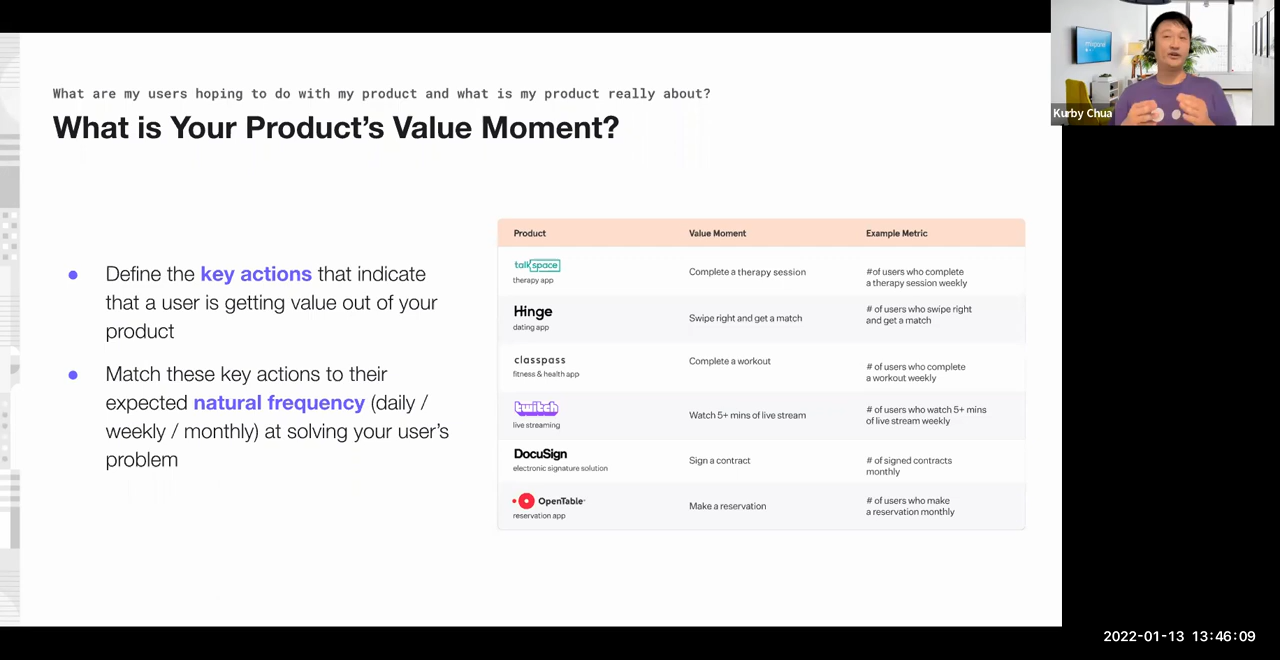 What are my users hoping to do with my product and what is my product really about?
What is Your Product's Value Moment?
Define the key actions that indicate
that a user is getting value out of your
product
Match these key actions to their
expected natural frequency (daily /
weekly / monthly) at solving your user's
problem
Product Value Moment Example Metric
talkspace
therapy app
Complete a therapy session
#of users who complete
a therapy session weekly
Hinge
dating app
Swipe right and get a match
# of users who swipe right
and get a match
classpass
fitness & health app
Complete a workout
# of users who complete
a workout weekly
twitch
live streaming
Watch 5+ mins of live stream
# of users who watch 5+ mins
of live stream weekly
DocuSign
electronic signature solution
Sign a contract
# of signed contracts
monthly
OpenTable
reservation app
Make a reservation
# of users who make
a reservation monthly
Kurby Chua
2022-01-13 13:46:09